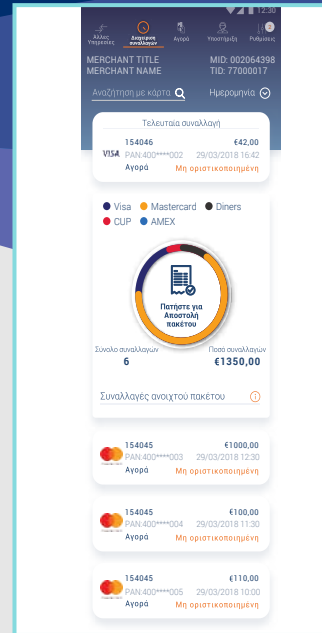 12:30
Άλλες Υπηρεσίες
Διαχείριση συναλλαγών
Αγορά
Υποστήριξη
Ρυθμίσεις
MERCHANT TITLE MID: 002064398
MERCHANT NAME TID: 77000017
Αναζήτηση με κάρτα Ημερομηνία
Τελευταία συναλλαγή
154046 €42,00
VISA PAN:400****002 29/03/2018 16:42
Αγορά Μη οριστικοποιημένη
Visa Mastercard Diners
CUP AMEX
Πατήστε για
Αποστολή
πακέτου
Σύνολο συναλλαγών Ποσό συναλλαγών
6 €1350,00
Συναλλαγές ανοιχτού πακέτου
154045 €1000,00
PAN:400****003 29/03/2018 12:30
Αγορά Μη οριστικοποιημένη
154045 €100,00
PAN:400****004 29/03/2018 11:30
Αγορά Μη οριστικοποιημένη
154045 €110,00
PAN:400****005 29/03/2018 10:00
Αγορά Μη οριστικοποιημένη